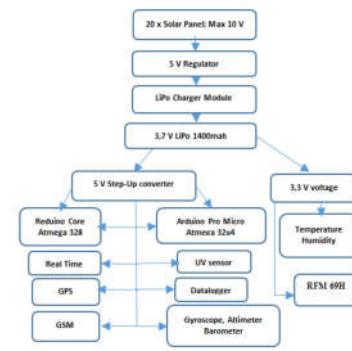 20 x Solar Panel: Max 10 V
5 V Regulator
LiPo Charger Module
3,7 V LiPo 1400mah
5 V Step-Up converter
3,3 V voltage
Reduino Core
Atmega 328
Arduino Pro Micro
Atmega 32u4
Temperature
Humidity
Real Time
UV sensor
GPS
Datalogger
RFM 69H
GSM
Gyroscope, Altimeter
Barometer